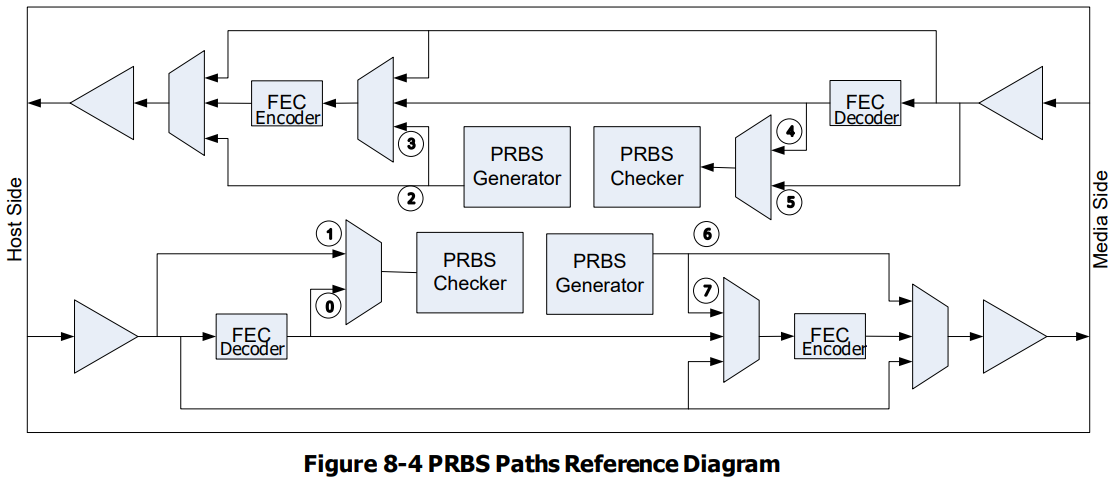 FEC
Encoder
FEC
Decoder
3
4
PRBS
Generator
PRBS
Checker
2
5
Host Side
Media Side
1
6
PRBS
Checker
PRBS
Generator
0
7
FEC
Decoder
FEC
Encoder
Figure 8-4 PRBS Paths Reference Diagram